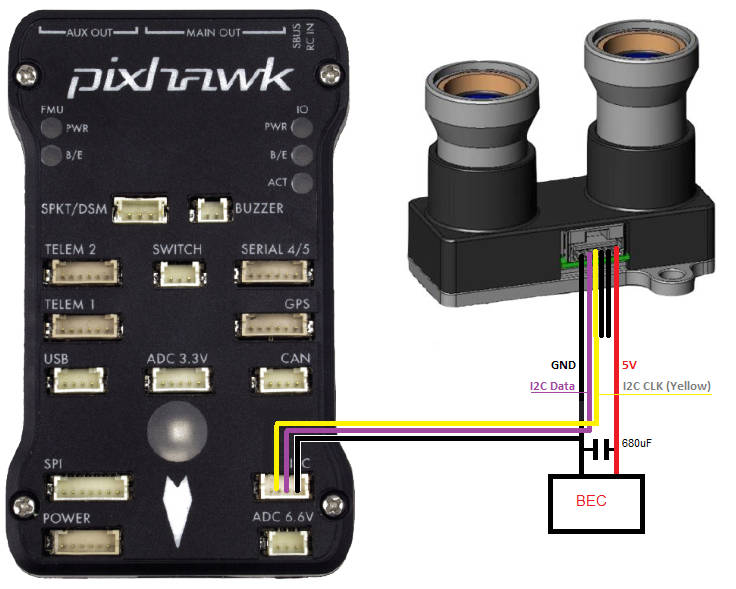 AUX OUT
MAIN OUT
SBUS
RC IN
pixhawk
FMU
IO
PWR
PWR
B/E
B/E
ACT
SPKT/DSM
BUZZER
TELEM 2
SWITCH
SERIAL 4/5
TELEM 1
GPS
USB
ADC 3.3V
CAN
GND
5V
I2C Data
I2C CLK (Yellow)
680uF
SPI
POWER
ADC 6.6V
BEC